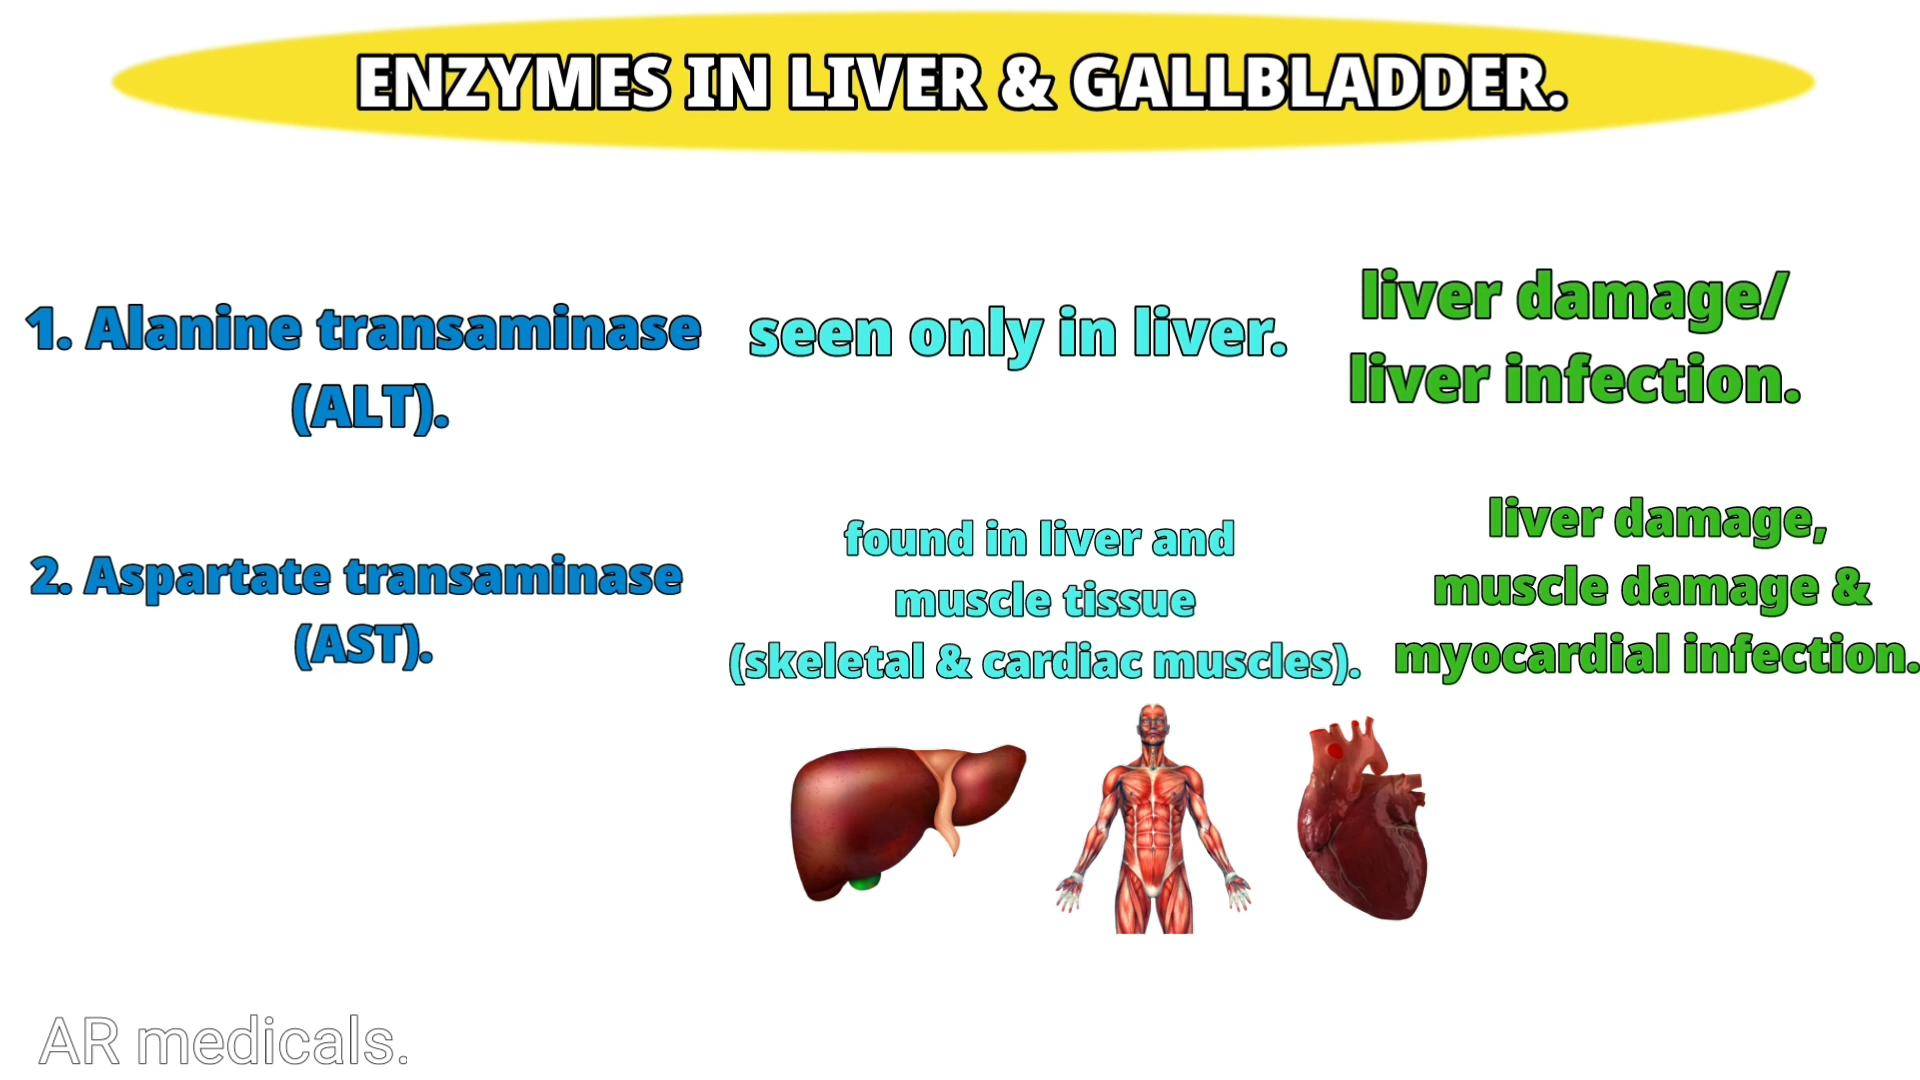 ENZYMES IN LIVER & GALLBLADDER.
1. Alanine transaminase
(ALT).
seen only in liver.
liver damage/
liver infection.
2. Aspartate transaminase
(AST).
found in liver and
muscle tissue
(skeletal & cardiac muscles).
liver damage,
muscle damage &
myocardial infection.
AR medicals.